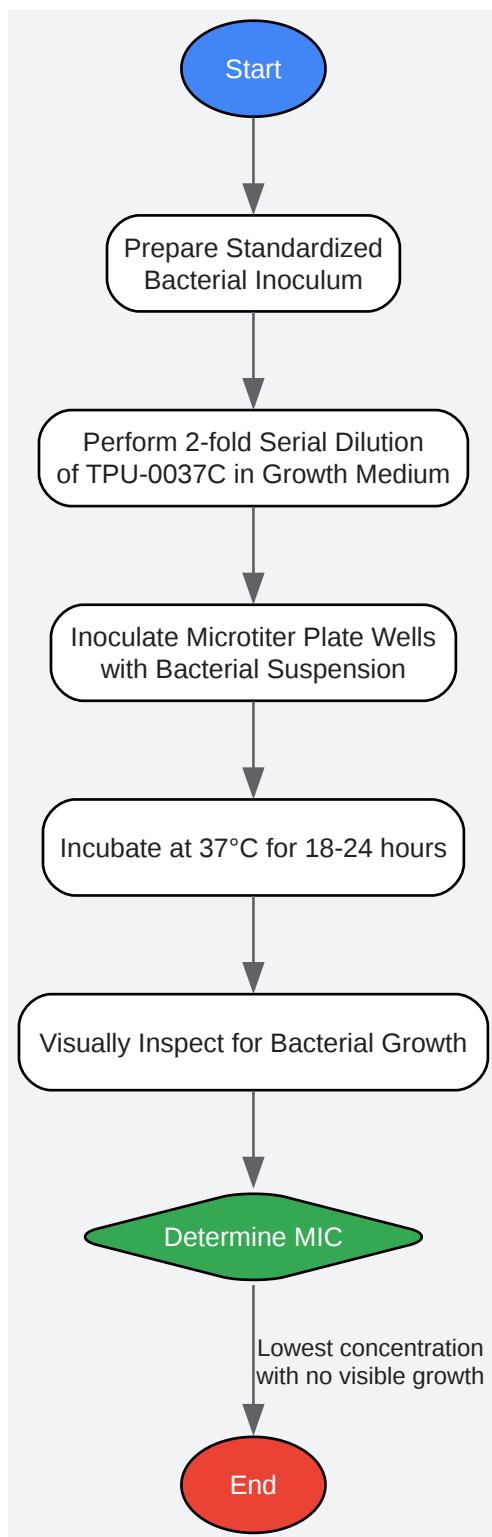 Start
Prepare Standardized
Bacterial Inoculum
Perform 2-fold Serial Dilution
of TPU-0037C in Growth Medium
Inoculate Microtiter Plate Wells
with Bacterial Suspension
Incubate at 37°C for 18-24 hours
Visually Inspect for Bacterial Growth
Determine MIC
Lowest concentration
with no visible growth
End